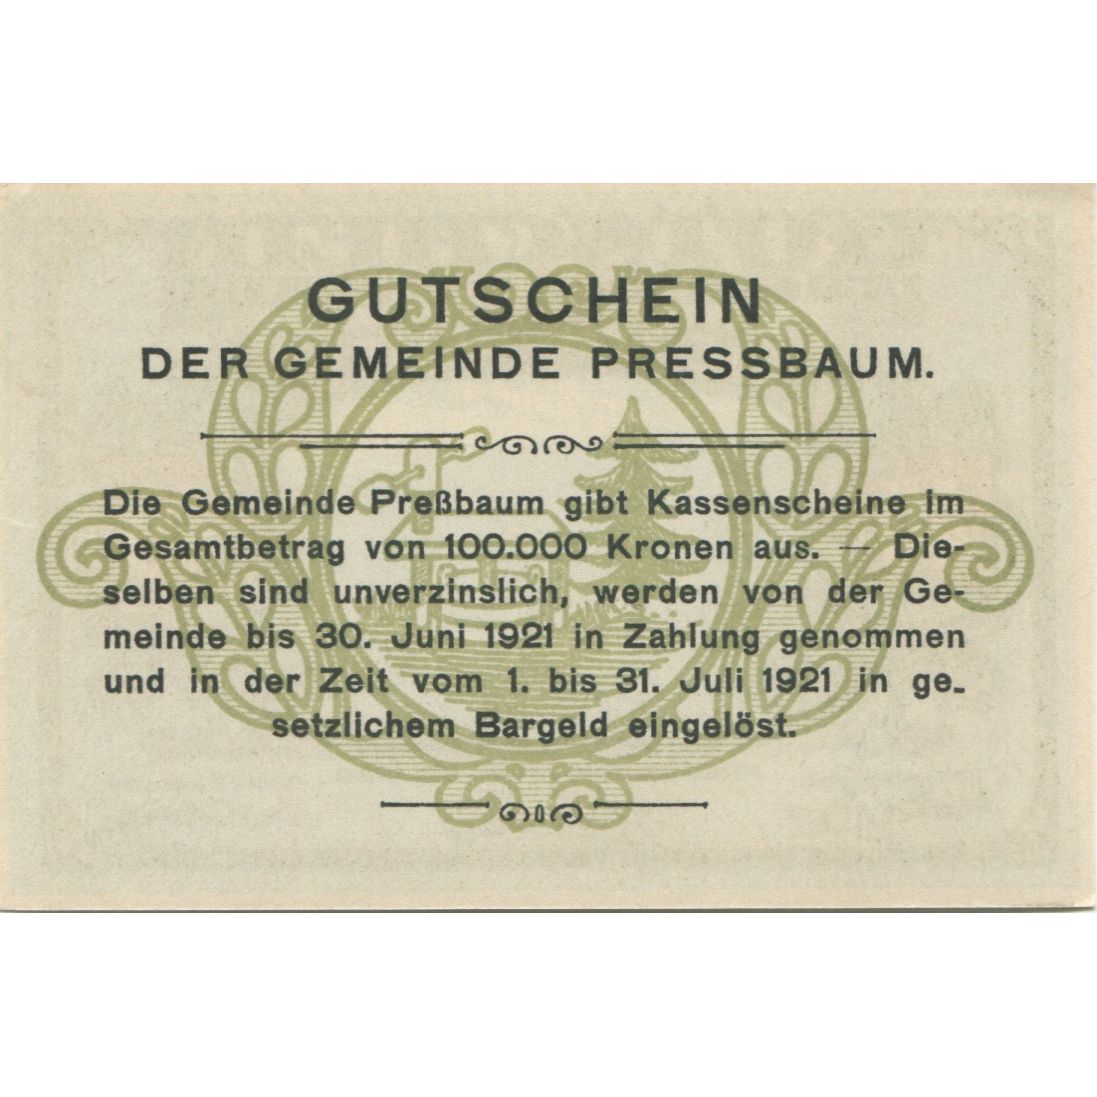 GUTSCHEIN
DER GEMEINDE PRESSBAUM.
Die Gemeinde Preßbaum gibt Kassenscheine im
Gesamtbetrag von 100.000 Kronen aus. — Die-
selben sind unverzinslich, werden von der Ge-
meinde bis 30. Juni 1921 in Zahlung genommen
und in der Zeit vom 1. bis 31. Juli 1921 in ge-
setzlichem Bargeld eingelöst.